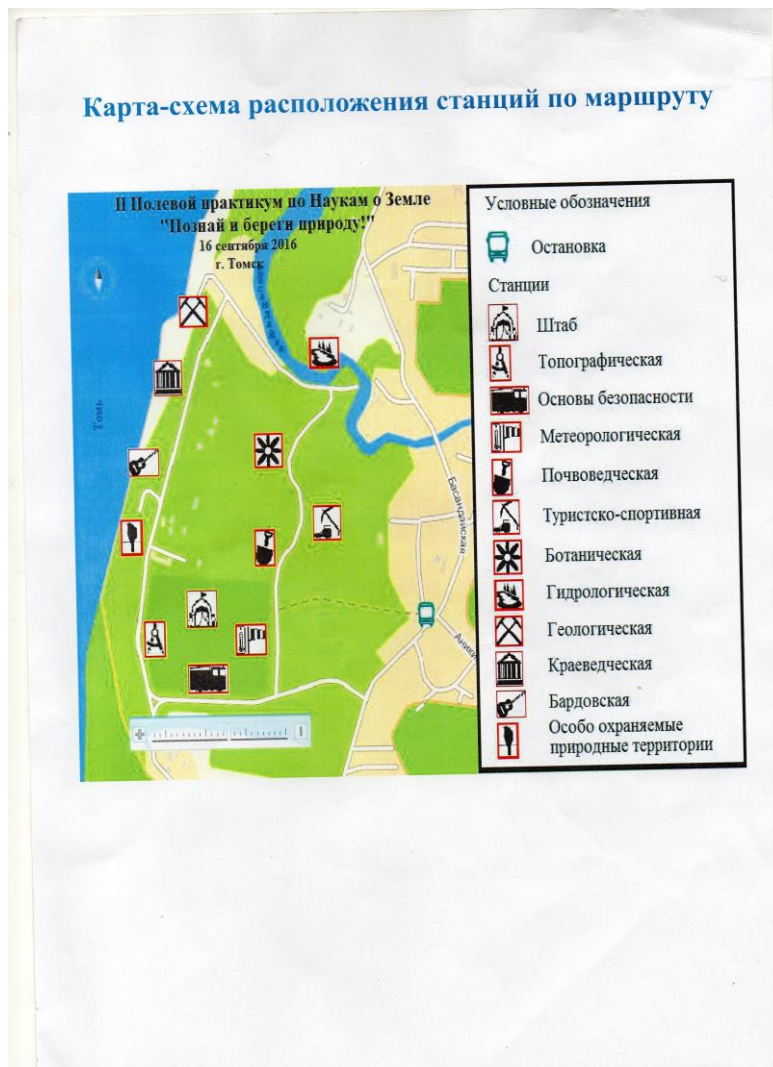 Карта-схема расположения станций по маршруту
II Полевой практикум по Наукам о Земле
"Познай и береги природу!"
16 сентября 2016
г. Томск
Томь
Басандайка
Басандайская
Аники
Условные обозначения
Остановка
Станции
Штаб
Топографическая
Основы безопасности
Метеорологическая
Почвоведческая
Туристско-спортивная
Ботаническая
Гидрологическая
Геологическая
Краеведческая
Бардовская
Особо охраняемые
природные территории